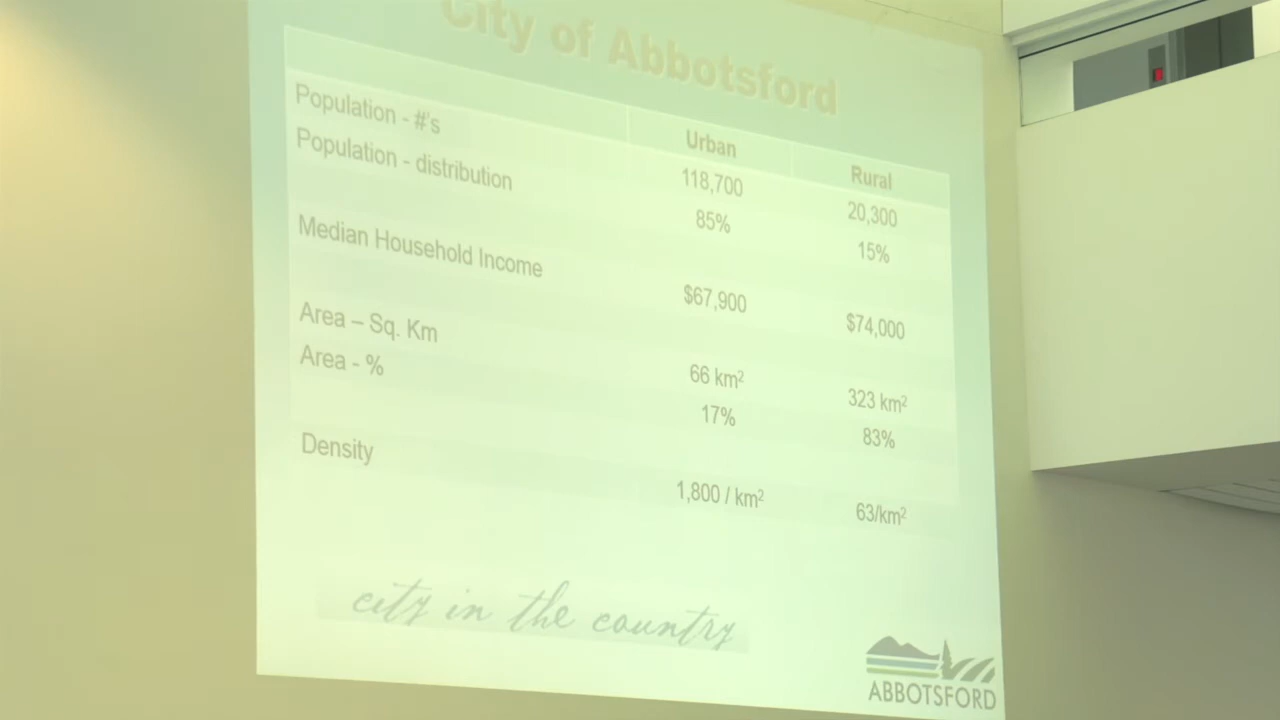 City of Abbotsford
Urban Rural
Population - #'s 118,700 20,300
Population - distribution 85% 15%
Median Household Income $67,900 $74,000
Area – Sq. Km 66 km² 323 km²
Area - % 17% 83%
Density 1,800 / km² 63/km²
city in the country
ABBOTSFORD